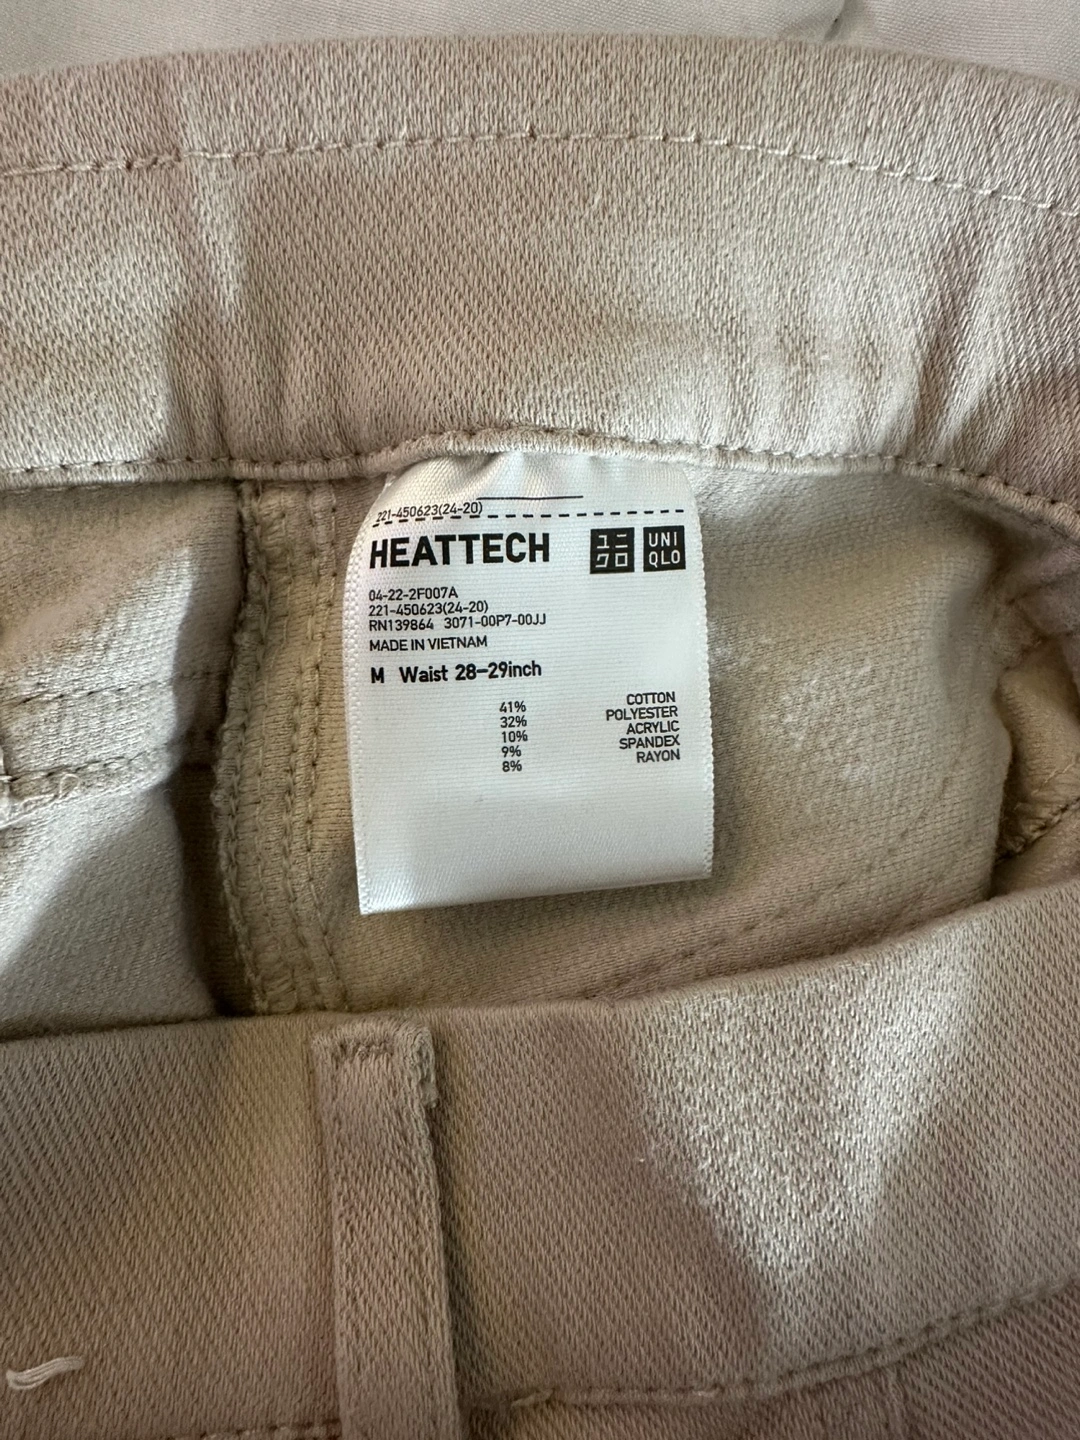 221-450623(24-20)
HEATTECH
ユニ
クロ
UNI
QLO
04-22-2F007A
221-450623(24-20)
RN139864 3071-00P7-00JJ
MADE IN VIETNAM
M Waist 28-29inch
41% COTTON
32% POLYESTER
10% ACRYLIC
9% SPANDEX
8% RAYON